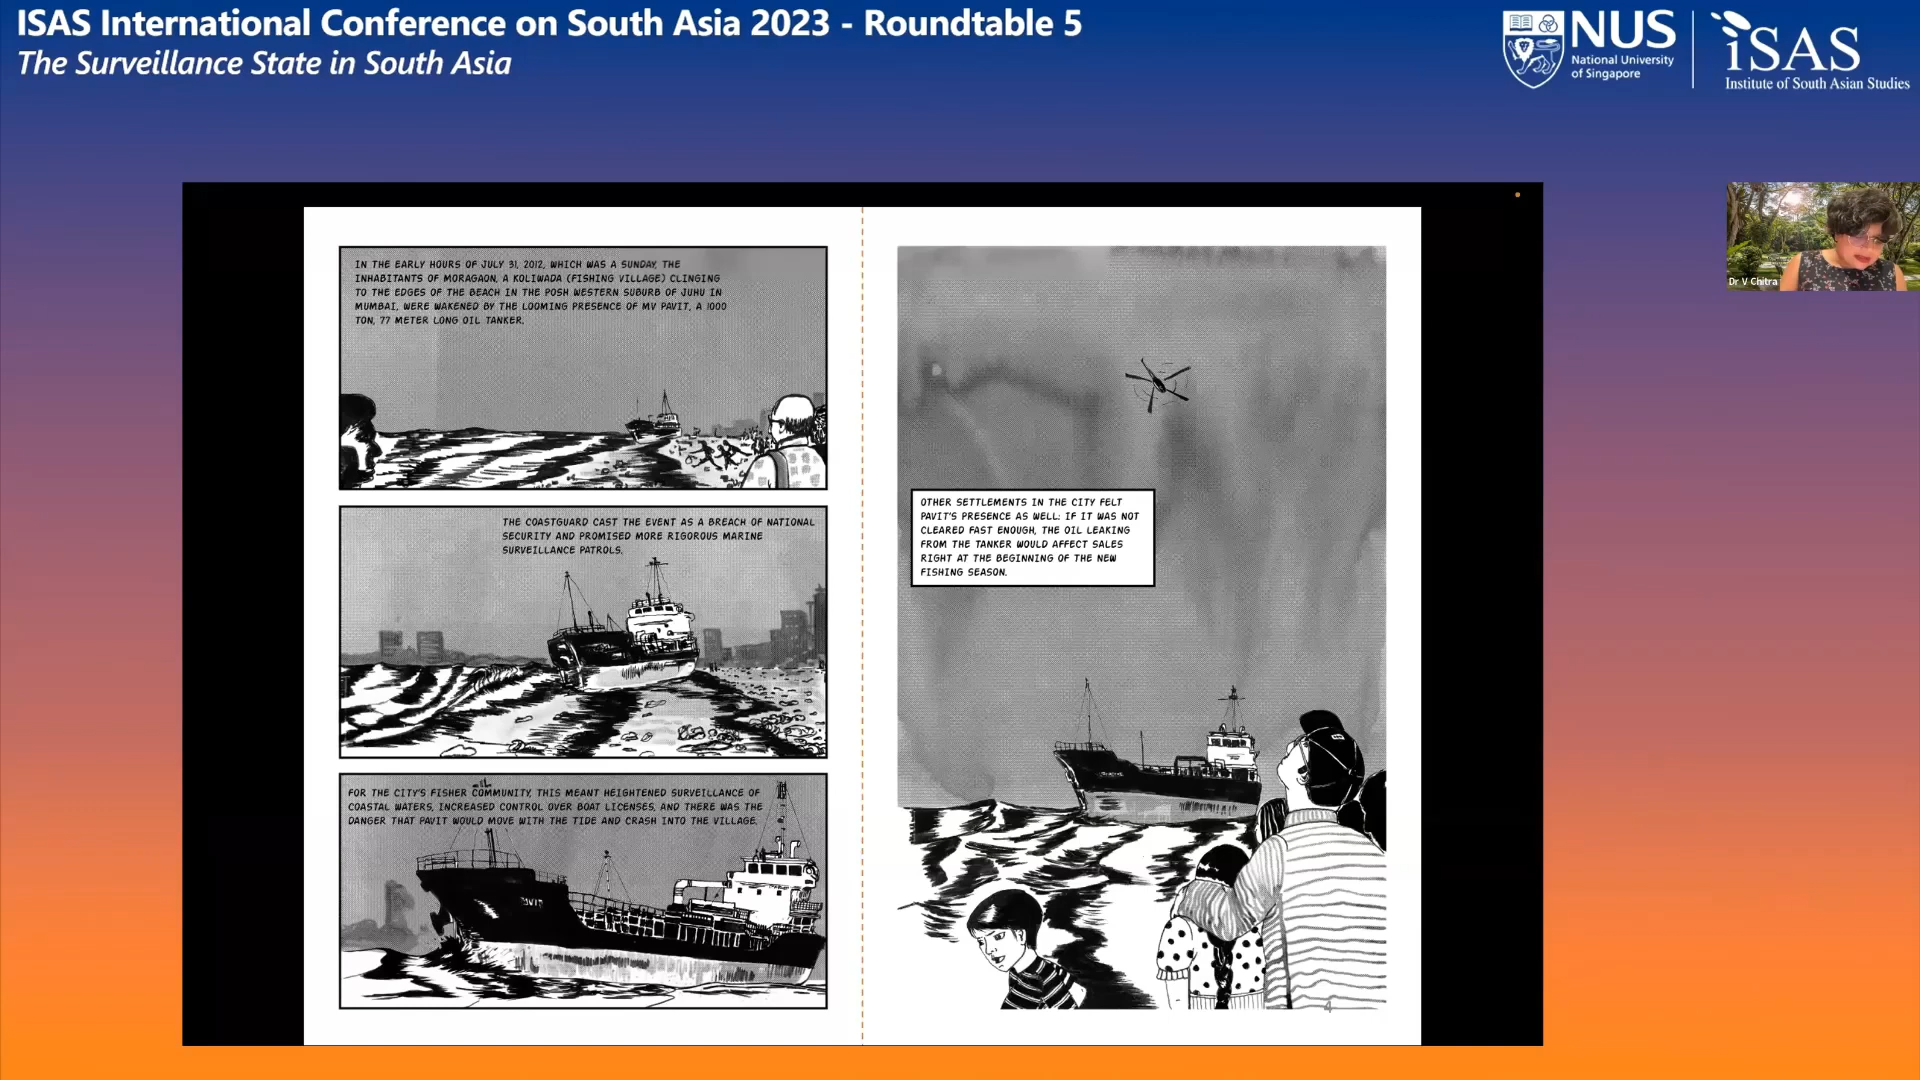 ISAS International Conference on South Asia 2023 - Roundtable 5
The Surveillance State in South Asia
NUS
National University
of Singapore
iSAS
Institute of South Asian Studies
IN THE EARLY HOURS OF JULY 31, 2012, WHICH WAS A SUNDAY, THE
INHABITANTS OF MORAGAON, A KOLIWADA (FISHING VILLAGE) CLINGING
TO THE EDGES OF THE BEACH IN THE POSH WESTERN SUBURB OF JUHU IN
MUMBAI, WERE WAKENED BY THE LOOMING PRESENCE OF MV PAVIT, A 1000
TON, 77 METER LONG OIL TANKER.
THE COASTGUARD CAST THE EVENT AS A BREACH OF NATIONAL
SECURITY AND PROMISED MORE RIGOROUS MARINE
SURVEILLANCE PATROLS.
FOR THE CITY'S FISHER COMMUNITY, THIS MEANT HEIGHTENED SURVEILLANCE OF
COASTAL WATERS, INCREASED CONTROL OVER BOAT LICENSES, AND THERE WAS THE
DANGER THAT PAVIT WOULD MOVE WITH THE TIDE AND CRASH INTO THE VILLAGE.
PAVIT
OTHER SETTLEMENTS IN THE CITY FELT
PAVIT'S PRESENCE AS WELL: IF IT WAS NOT
CLEARED FAST ENOUGH, THE OIL LEAKING
FROM THE TANKER WOULD AFFECT SALES
RIGHT AT THE BEGINNING OF THE NEW
FISHING SEASON.
4
Dr V Chitra